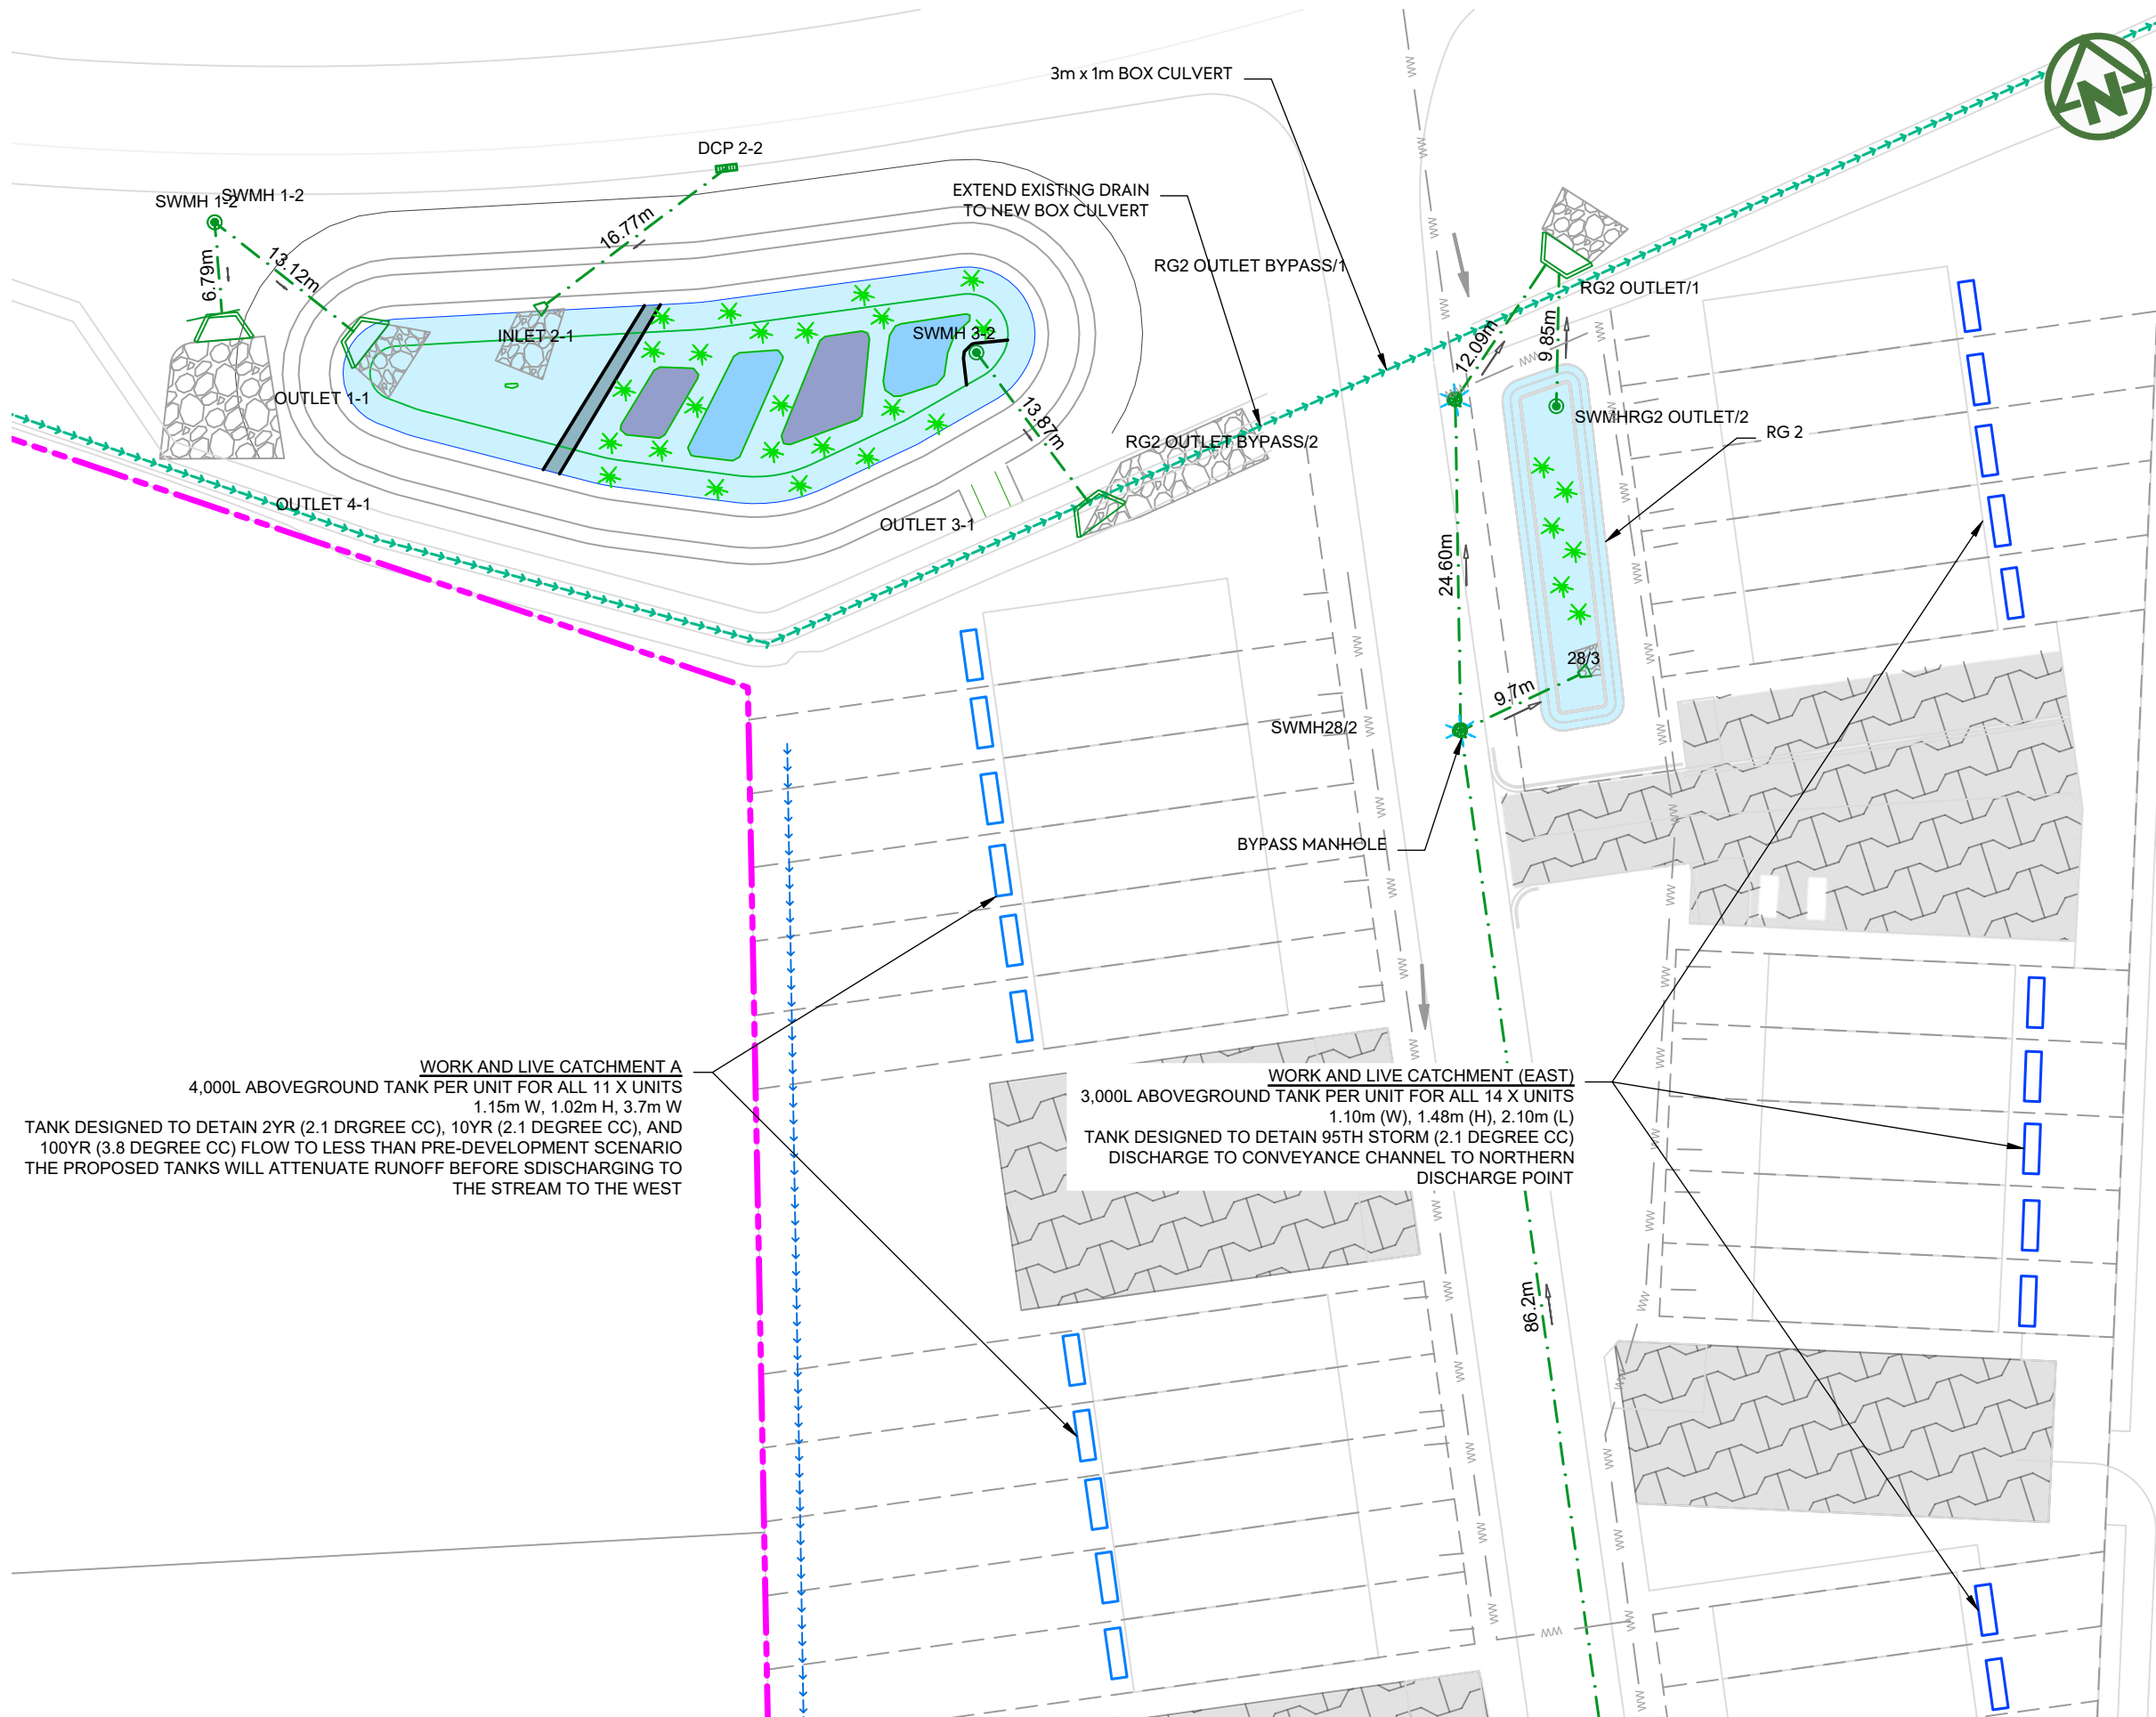 3m x 1m BOX CULVERT
N
DCP 2-2
SWMH 1-2
SWMH 1-2
EXTEND EXISTING DRAIN
TO NEW BOX CULVERT
16.77m
6.79m
13.12m
RG2 OUTLET BYPASS/1
RG2 OUTLET/1
INLET 2-1
SWMH 3-2
12.09m
9.85m
OUTLET 1-1
13.87m
SWMHRG2 OUTLET/2
RG 2
RG2 OUTLET BYPASS/2
OUTLET 4-1
OUTLET 3-1
24.60m
28/3
9.7m
SWMH28/2
BYPASS MANHOLE
WORK AND LIVE CATCHMENT A
4,000L ABOVEGROUND TANK PER UNIT FOR ALL 11 X UNITS
1.15m W, 1.02m H, 3.7m W
TANK DESIGNED TO DETAIN 2YR (2.1 DRGREE CC), 10YR (2.1 DEGREE CC), AND
100YR (3.8 DEGREE CC) FLOW TO LESS THAN PRE-DEVELOPMENT SCENARIO
THE PROPOSED TANKS WILL ATTENUATE RUNOFF BEFORE SDISCHARGING TO
THE STREAM TO THE WEST
WORK AND LIVE CATCHMENT (EAST)
3,000L ABOVEGROUND TANK PER UNIT FOR ALL 14 X UNITS
1.10m (W), 1.48m (H), 2.10m (L)
TANK DESIGNED TO DETAIN 95TH STORM (2.1 DEGREE CC)
DISCHARGE TO CONVEYANCE CHANNEL TO NORTHERN
DISCHARGE POINT
86.2m